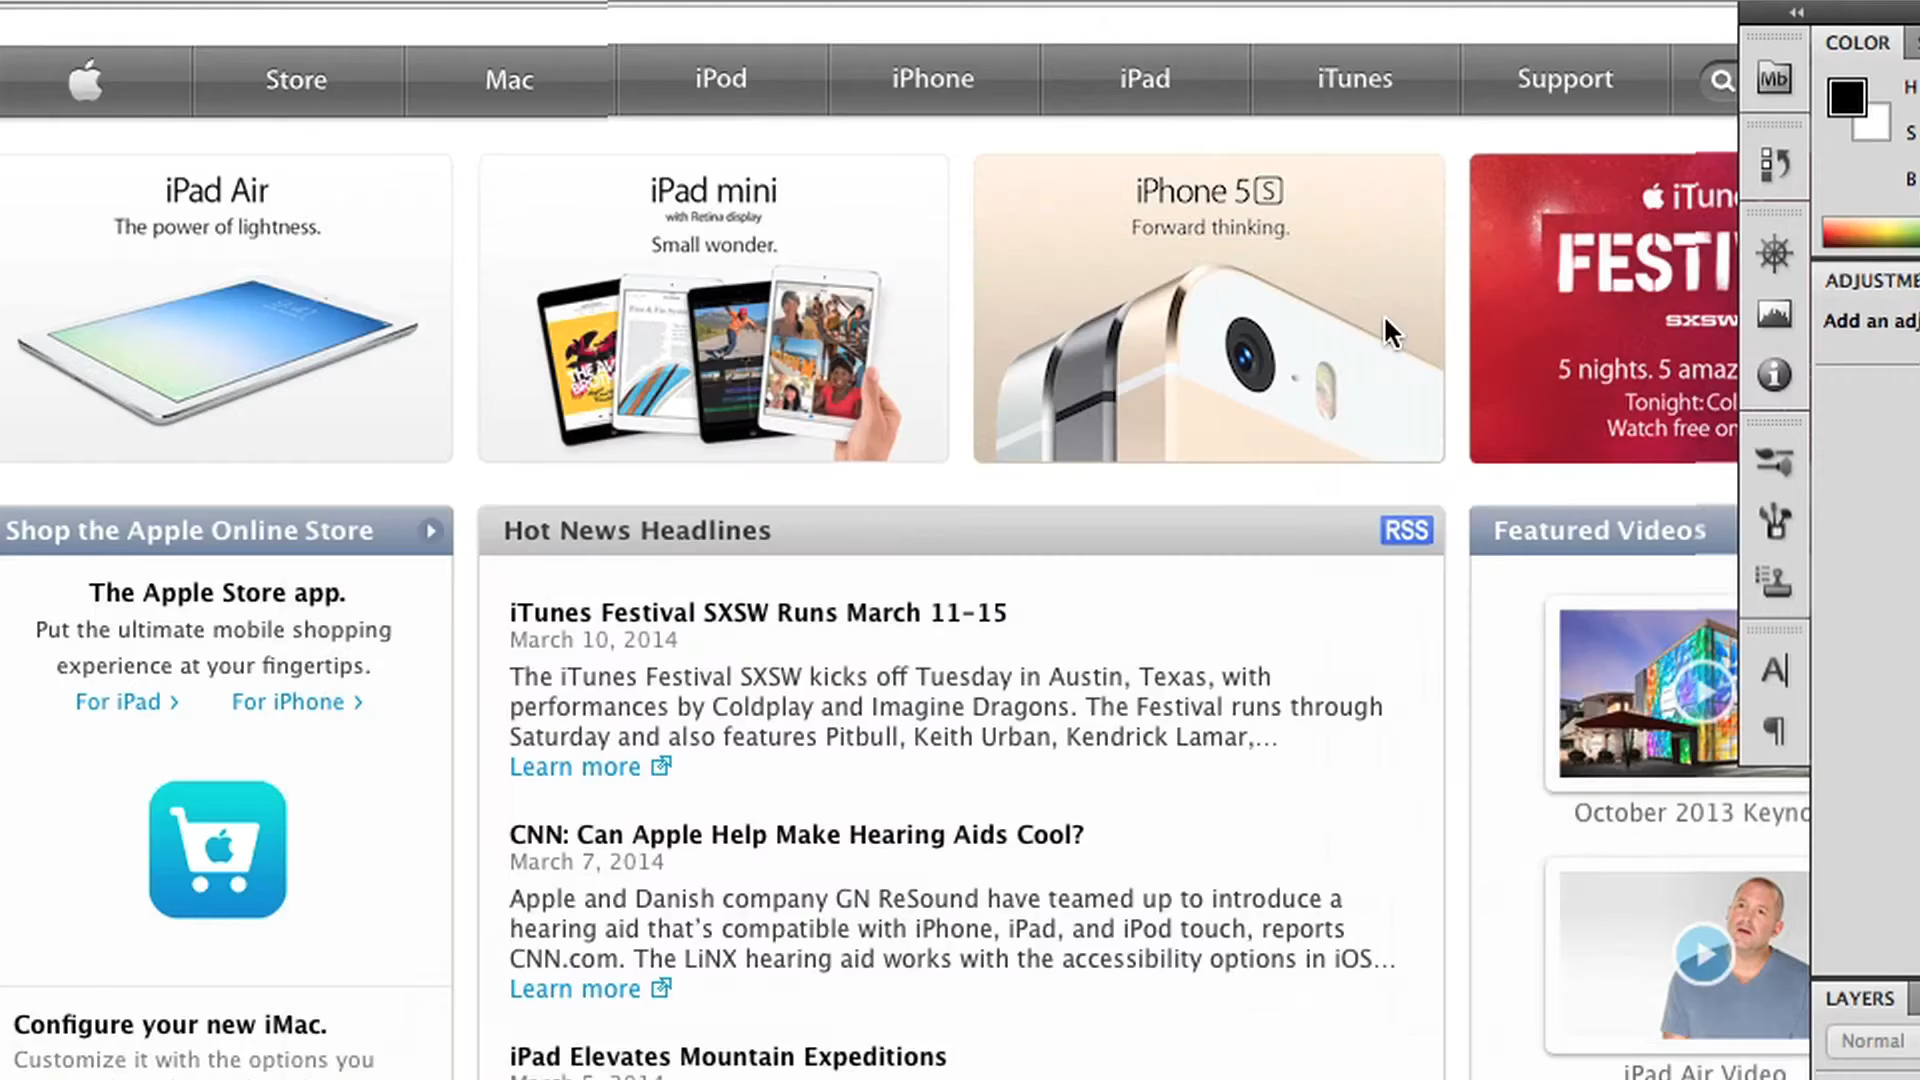 Store
Mac
iPod
iPhone
iPad
iTunes
Support
Mb
COLOR
H
S
B
iPad Air
The power of lightness.
iPad mini
with Retina display
Small wonder.
iPhone 5S
Forward thinking.
iTun
FESTI
SXSW
5 nights. 5 amaz
Tonight: Col
Watch free on
ADJUSTME
Add an adj
Shop the Apple Online Store
The Apple Store app.
Put the ultimate mobile shopping
experience at your fingertips.
For iPad >
For iPhone >
Configure your new iMac.
Customize it with the options you
Hot News Headlines
RSS
iTunes Festival SXSW Runs March 11–15
March 10, 2014
The iTunes Festival SXSW kicks off Tuesday in Austin, Texas, with
performances by Coldplay and Imagine Dragons. The Festival runs through
Saturday and also features Pitbull, Keith Urban, Kendrick Lamar,...
Learn more
CNN: Can Apple Help Make Hearing Aids Cool?
March 7, 2014
Apple and Danish company GN ReSound have teamed up to introduce a
hearing aid that’s compatible with iPhone, iPad, and iPod touch, reports
CNN.com. The LiNX hearing aid works with the accessibility options in iOS...
Learn more
iPad Elevates Mountain Expeditions
March 5, 2014
Featured Videos
October 2013 Keyno
iPad Air Video
A
LAYERS
Normal